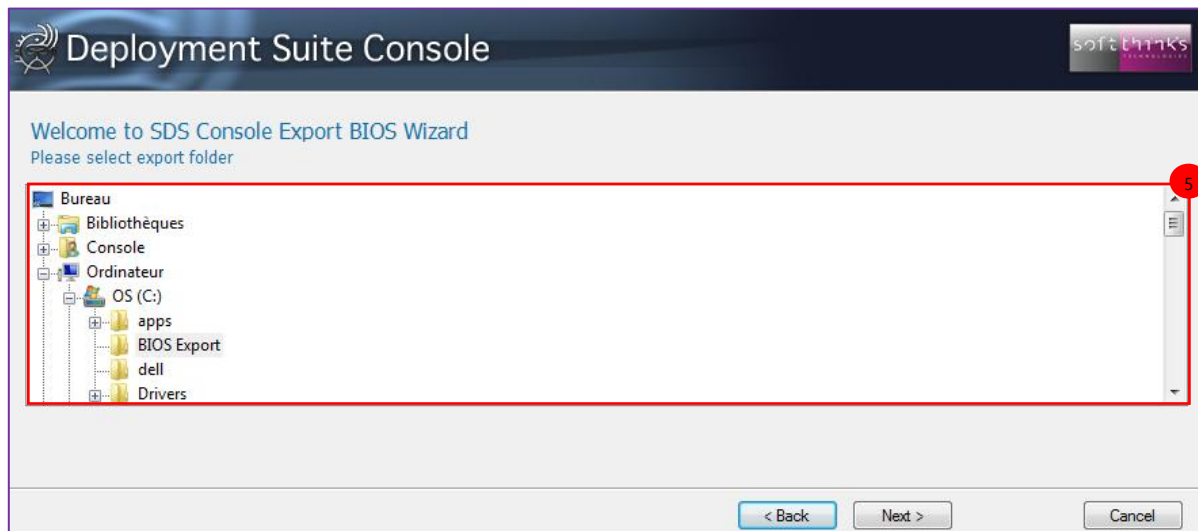 Deployment Suite Console
softthinks
TECHNOLOGIES
Welcome to SDS Console Export BIOS Wizard
Please select export folder
5
Bureau
Bibliothèques
Console
Ordinateur
OS (C:)
apps
BIOS Export
dell
Drivers
< Back
Next >
Cancel